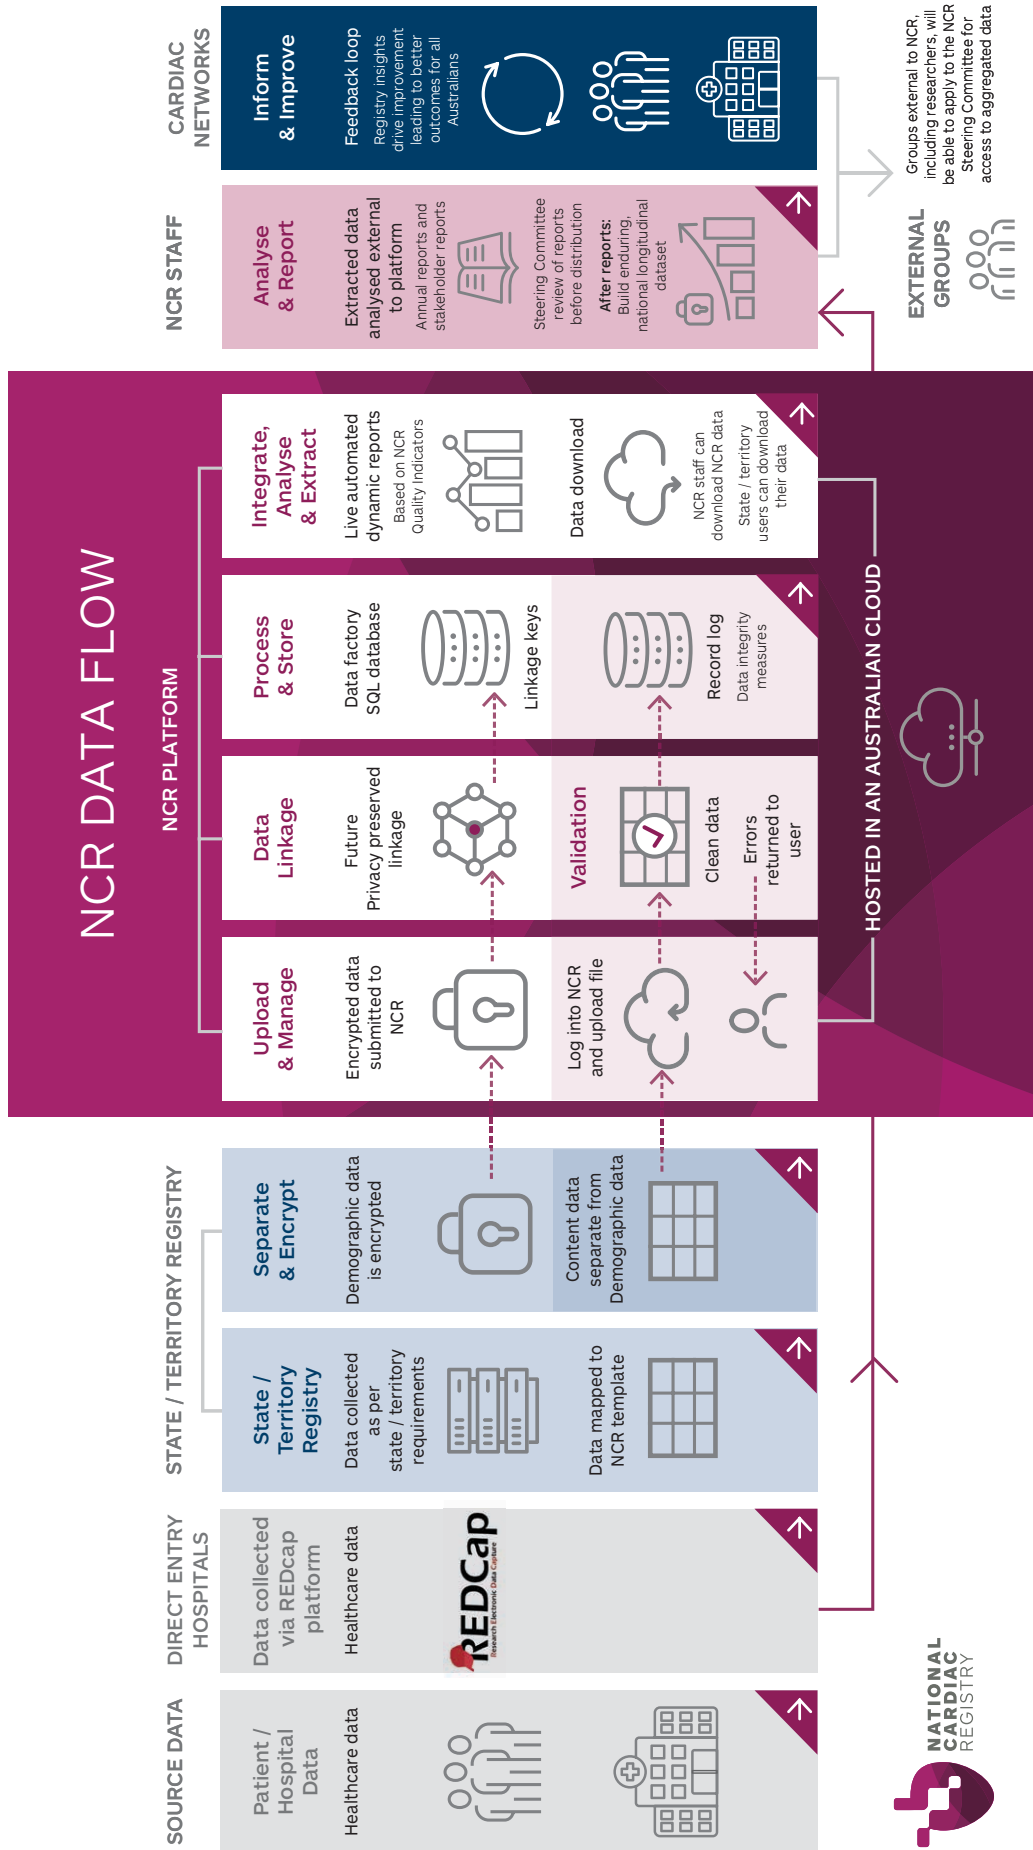 NCR DATA FLOW
SOURCE DATA
Patient /
Hospital
Data
Healthcare data
DIRECT ENTRY
HOSPITALS
Data collected
via REDcap
platform
Healthcare data
REDCap
Research Electronic Data Capture
STATE / TERRITORY REGISTRY
State /
Territory
Registry
Data collected
as per
state / territory
requirements
Data mapped to
NCR template
Separate
& Encrypt
Demographic data
is encrypted
Content data
separate from
Demographic data
NCR PLATFORM
Upload
& Manage
Encrypted data
submitted to
NCR
Log into NCR
and upload file
Data
Linkage
Future
Privacy preserved
linkage
Validation
Clean data
Errors
returned to
user
Process
& Store
Data factory
SQL database
Linkage keys
Record log
Data integrity
measures
Integrate,
Analyse
& Extract
Live automated
dynamic reports
Based on NCR
Quality Indicators
Data download
NCR staff can
download NCR data
State / territory
users can download
their data
HOSTED IN AN AUSTRALIAN CLOUD
NCR STAFF
Analyse
& Report
Extracted data
analysed external
to platform
Annual reports and
stakeholder reports
Steering Committee
review of reports
before distribution
After reports:
Build enduring,
national longitudinal
dataset
CARDIAC
NETWORKS
Inform
& Improve
Feedback loop
Registry insights
drive improvement
leading to better
outcomes for all
Australians
EXTERNAL
GROUPS
Groups external to NCR,
including researchers, will
be able to apply to the NCR
Steering Committee for
access to aggregated data
NATIONAL
CARDIAC
REGISTRY